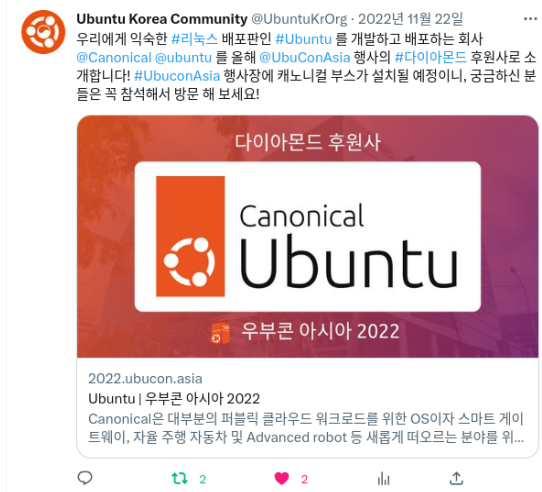 Ubuntu Korea Community @UbuntuKrOrg · 2022년 11월 22일
우리에게 익숙한 #리눅스 배포판인 #Ubuntu 를 개발하고 배포하는 회사
@Canonical @ubuntu 를 올해 @UbuConAsia 행사의 #다이아몬드 후원사로 소
개합니다! #UbuconAsia 행사장에 캐노니컬 부스가 설치될 예정이니, 궁금하신 분
들은 꼭 참석해서 방문 해 보세요!
다이아몬드 후원사
Canonical
Ubuntu
우부콘 아시아 2022
2022.ubucon.asia
Ubuntu | 우부콘 아시아 2022
Canonical은 대부분의 퍼블릭 클라우드 워크로드를 위한 OS이자 스마트 게이
트웨이, 자율 주행 자동차 및 Advanced robot 등 새롭게 떠오르는 분야를 위...
2 2